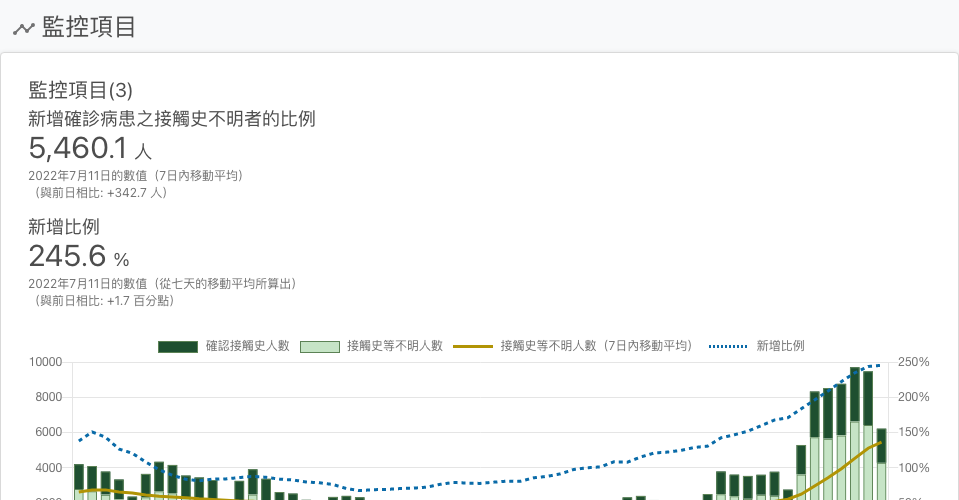 監控項目
監控項目(3)
新增確診病患之接觸史不明者的比例
5,460.1 人
2022年7月11日的數值（7日內移動平均）
（與前日相比: +342.7 人）
新增比例
245.6 %
2022年7月11日的數值（從七天的移動平均所算出）
（與前日相比: +1.7 百分點）
確認接觸史人數 接觸史等不明人數 接觸史等不明人數（7日內移動平均） 新增比例
10000 250%
8000 200%
6000 150%
4000 100%